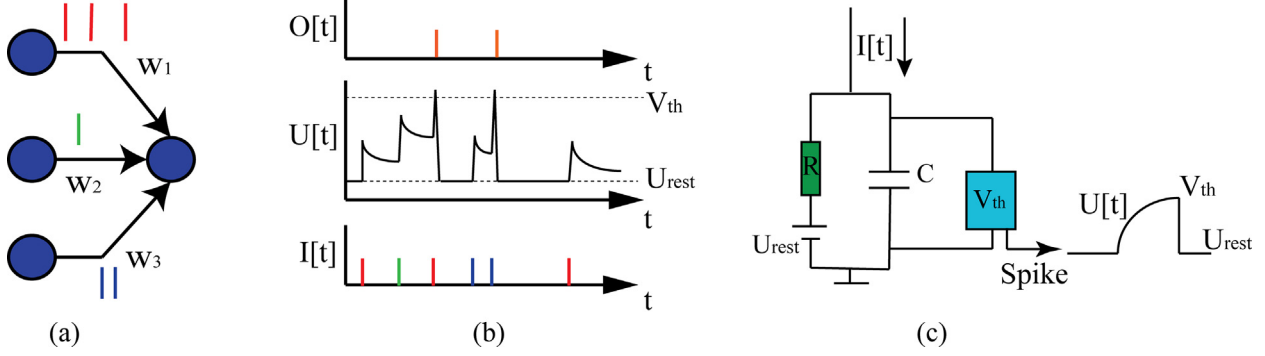 w1
w2
w3
(a)
O[t]
t
Vth
U[t]
Urest
t
I[t]
t
(b)
I[t]
R
C
Vth
Urest
Spike
U[t]
Vth
Urest
(c)